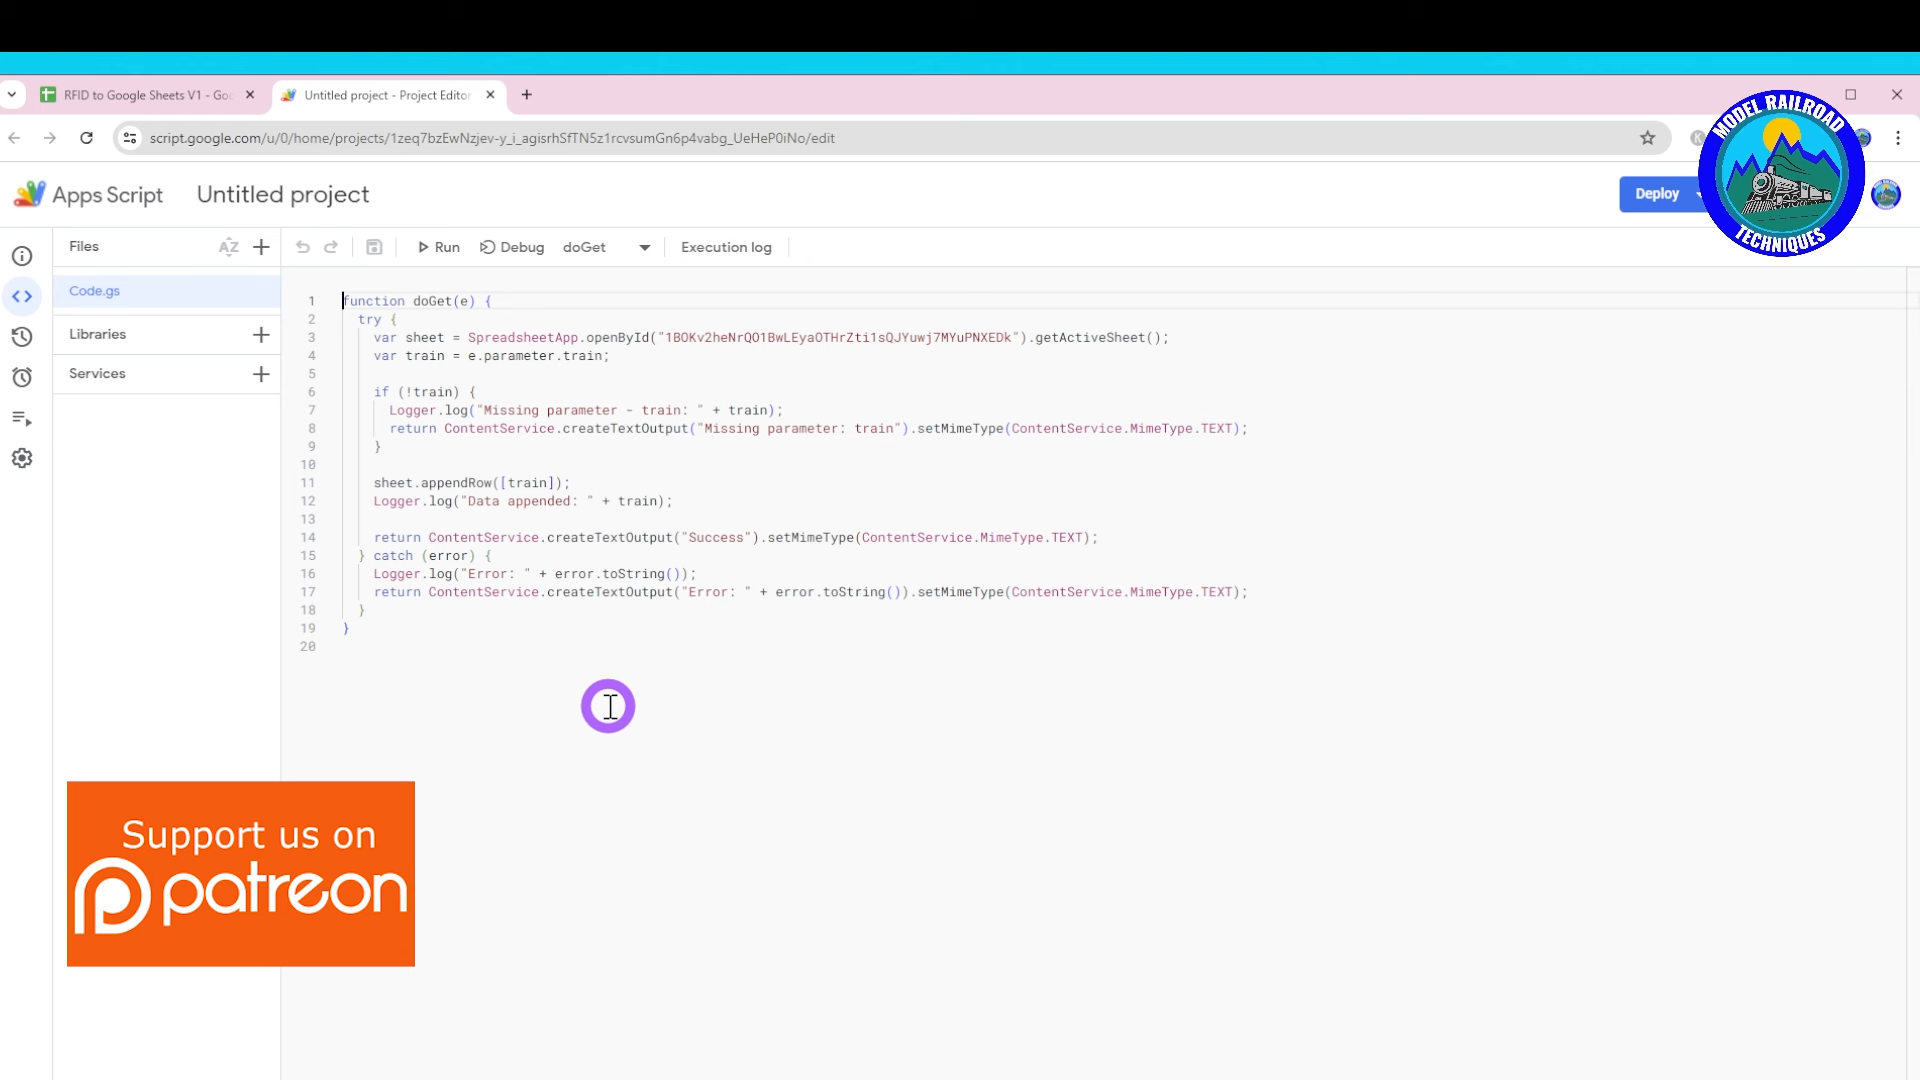 RFID to Google Sheets V1 - Goo
Untitled project - Project Editor
script.google.com/u/0/home/projects/1zeq7bzEwNzjev-y_i_agisrhSfTN5z1rcvsumGn6p4vabg_UeHeP0iNo/edit
MODEL RAILROAD
TECHNIQUES
Apps Script
Untitled project
Deploy
Files
AZ
Run
Debug
doGet
Execution log
Code.gs
Libraries
Services
1 function doGet(e) {
2 try {
3 var sheet = SpreadsheetApp.openById("1BOKv2heNrQO1BwLEyaOTHrZti1sQJYuwj7MYuPNXEDk").getActiveSheet();
4 var train = e.parameter.train;
5
6 if (!train) {
7 Logger.log("Missing parameter - train: " + train);
8 return ContentService.createTextOutput("Missing parameter: train").setMimeType(ContentService.MimeType.TEXT);
9 }
10
11 sheet.appendRow([train]);
12 Logger.log("Data appended: " + train);
13
14 return ContentService.createTextOutput("Success").setMimeType(ContentService.MimeType.TEXT);
15 } catch (error) {
16 Logger.log("Error: " + error.toString());
17 return ContentService.createTextOutput("Error: " + error.toString()).setMimeType(ContentService.MimeType.TEXT);
18 }
19 }
20
Support us on
patreon